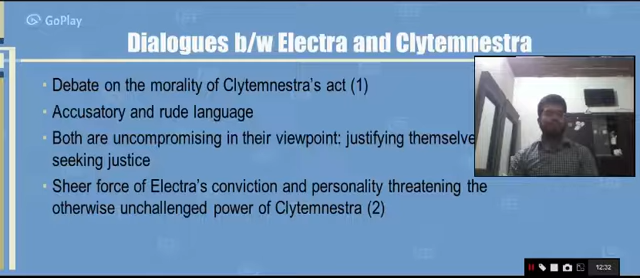 GoPlay
Dialogues b/w Electra and Clytemnestra
Debate on the morality of Clytemnestra's act (1)
Accusatory and rude language
Both are uncompromising in their viewpoint: justifying themselve
seeking justice
Sheer force of Electra's conviction and personality threatening the
otherwise unchallenged power of Clytemnestra (2)
12:32